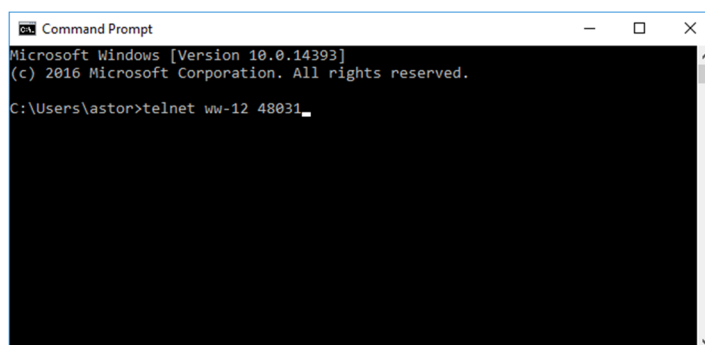 Command Prompt
Microsoft Windows [Version 10.0.14393]
(c) 2016 Microsoft Corporation. All rights reserved.
C:\Users\astor>telnet ww-12 48031